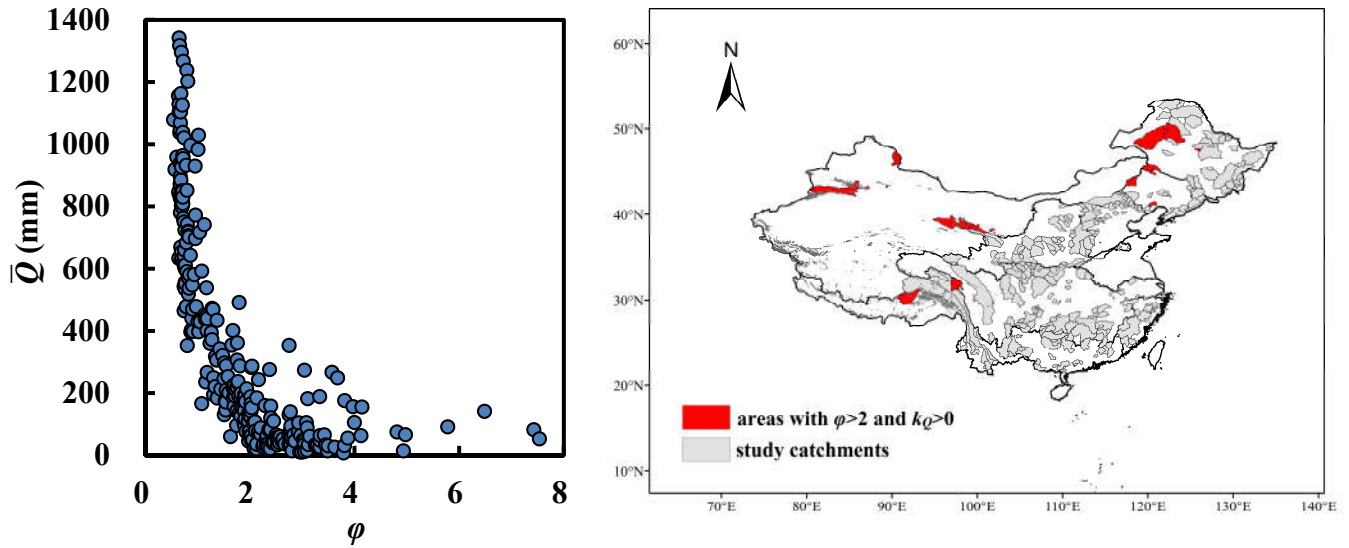 1400
1200
1000
800
600
400
200
0
Q̅ (mm)
0 2 4 6 8
φ
60°N
50°N
40°N
30°N
20°N
10°N
N
areas with φ>2 and k_Q>0
study catchments
70°E 80°E 90°E 100°E 110°E 120°E 130°E 140°E